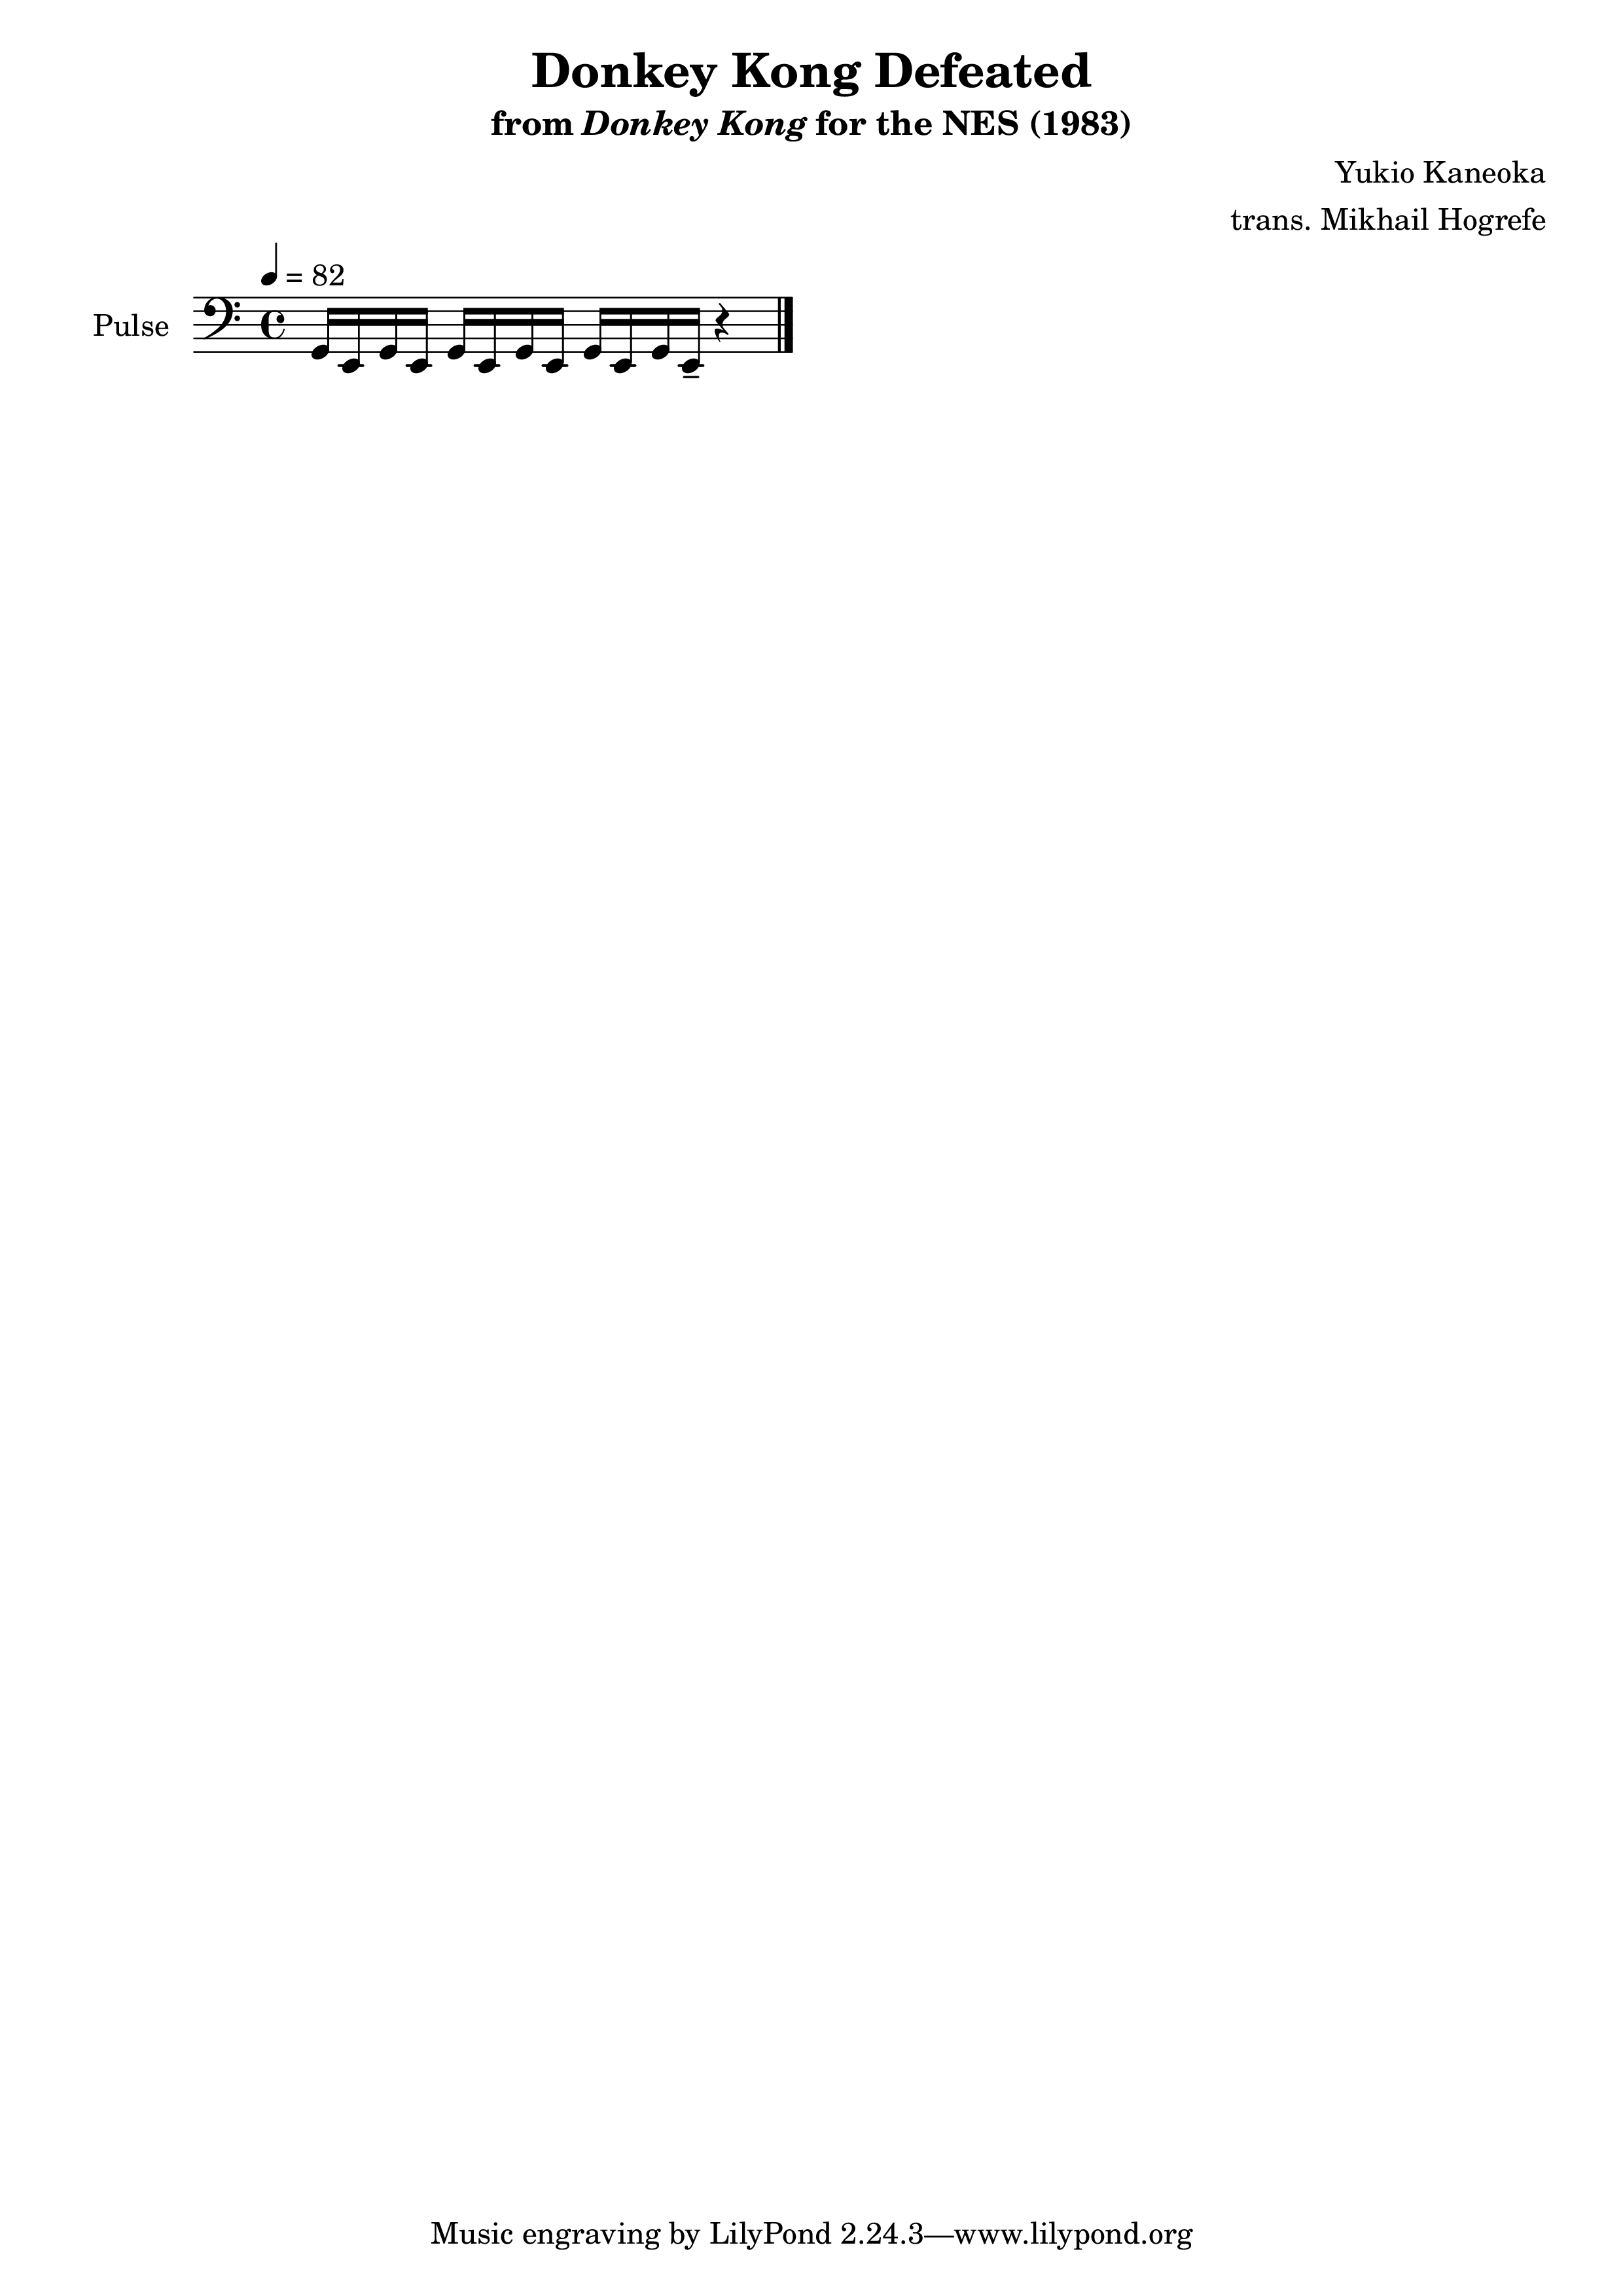 Donkey Kong Defeated
from Donkey Kong for the NES (1983)
Yukio Kaneoka
trans. Mikhail Hogrefe
= 82
Pulse
Music engraving by LilyPond 2.24.3—www.lilypond.org